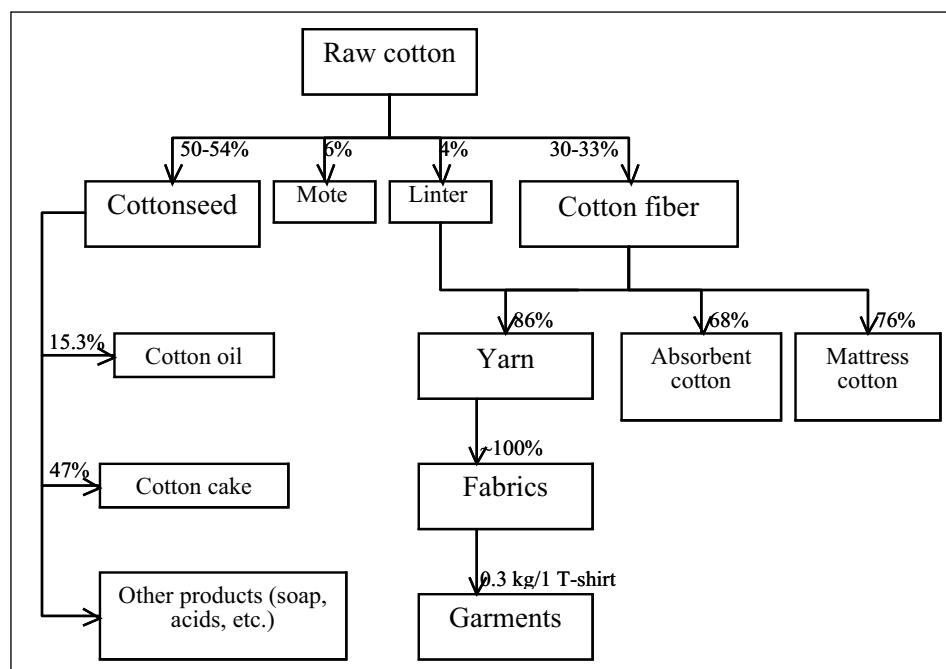 Raw cotton
50-54%
6%
4%
30-33%
Cottonseed
Mote
Linter
Cotton fiber
15.3%
Cotton oil
86%
Yarn
68%
Absorbent
cotton
76%
Mattress
cotton
~100%
47%
Cotton cake
Fabrics
0.3 kg/1 T-shirt
Other products (soap,
acids, etc.)
Garments